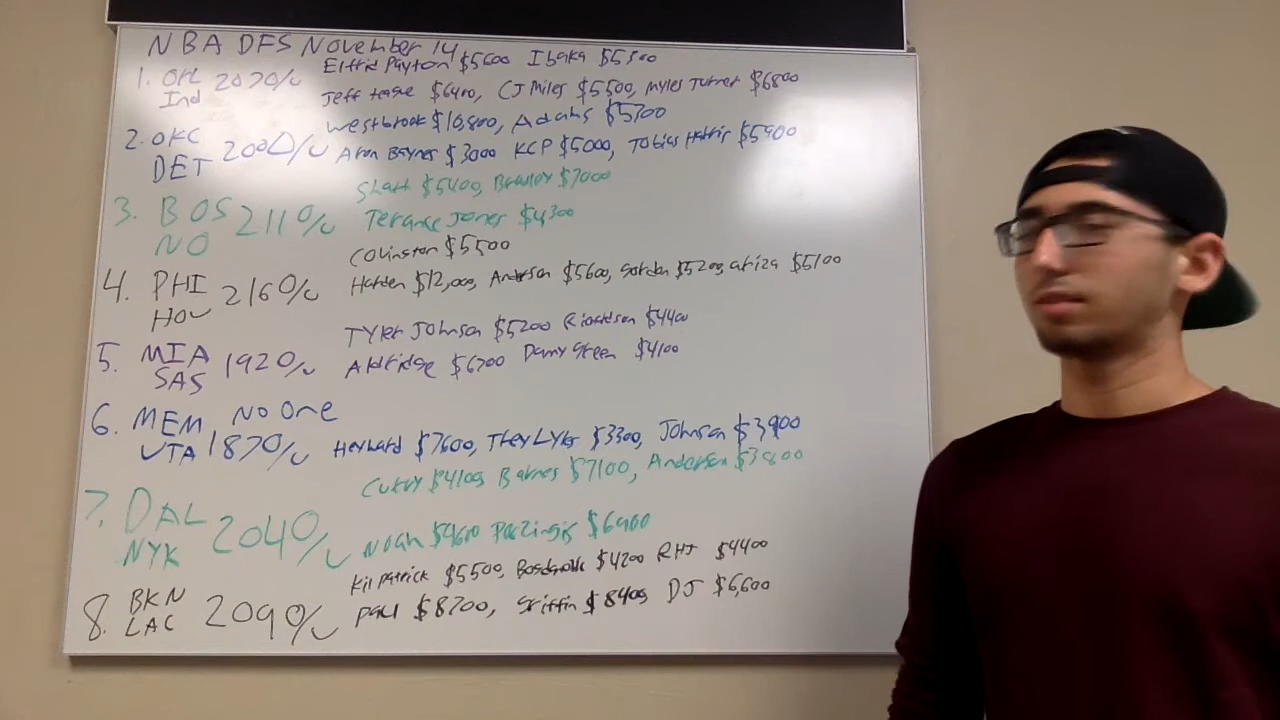 NBA DFS November 14
Elfrid Payton $5600 Ibaka $5500
1. ORL 207%
Ind
Jeff teague $6400, CJ Miles $5500, Myles Turner $6800
Westbrook $10,800, Adams $5700
2. OKC 200%
DET
Aron Baynes $3000 KCP $5000, Tobias Harris $5900
Smart $5400, Bradley $7000
3. BOS 211%
NO
Terance Jones $4300
Covington $5500
4. PHI 216%
HOU
Harden $12,000, Anderson $5600, Gordon $5200, ariza $5100
Tyler Johnson $5200 Richardson $4400
5. MIA 192%
SAS
Aldridge $6700 Danny Green $4100
6. MEM No One
UTA 187%
Hayward $7600, Trey Lyles $3300, Johnson $3900
Curry $4100, Barnes $7100, Anderson $3800
7. DAL 204%
NYK
Noah $4600 Porzingis $6900
Kilpatrick $5500, $4200 RHJ $4400
8. BKN 209%
LAC
Paul $8700, Griffin $8400, DJ $6,600